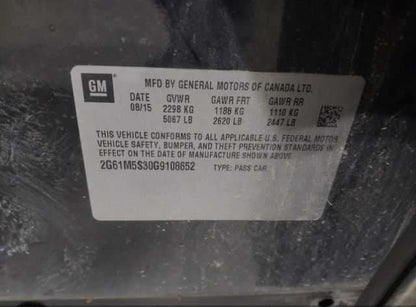 GM
MFD BY GENERAL MOTORS OF CANADA LTD.
DATE GVWR GAWR FRT GAWR RR
08/15 2298 KG 1188 KG 1110 KG
5067 LB 2620 LB 2447 LB
THIS VEHICLE CONFORMS TO ALL APPLICABLE U.S. FEDERAL MOTOR
VEHICLE SAFETY, BUMPER, AND THEFT PREVENTION STANDARDS IN
EFFECT ON THE DATE OF MANUFACTURE SHOWN ABOVE.
2G61M5S30G9108652 TYPE: PASS CAR